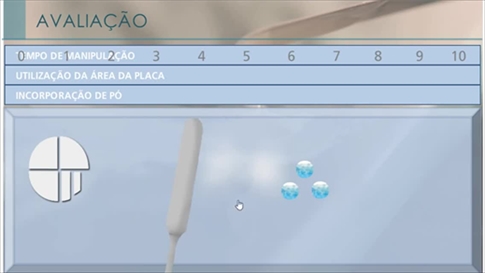 AVALIAÇÃO
0 1 2 3 4 5 6 7 8 9 10
TEMPO DE MANIPULAÇÃO
UTILIZAÇÃO DA ÁREA DA PLACA
INCORPORAÇÃO DE PÓ